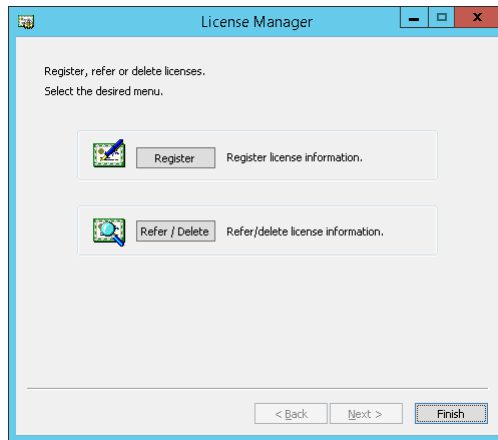 License Manager
Register, refer or delete licenses.
Select the desired menu.
Register Register license information.
Refer / Delete Refer/delete license information.
< Back Next > Finish